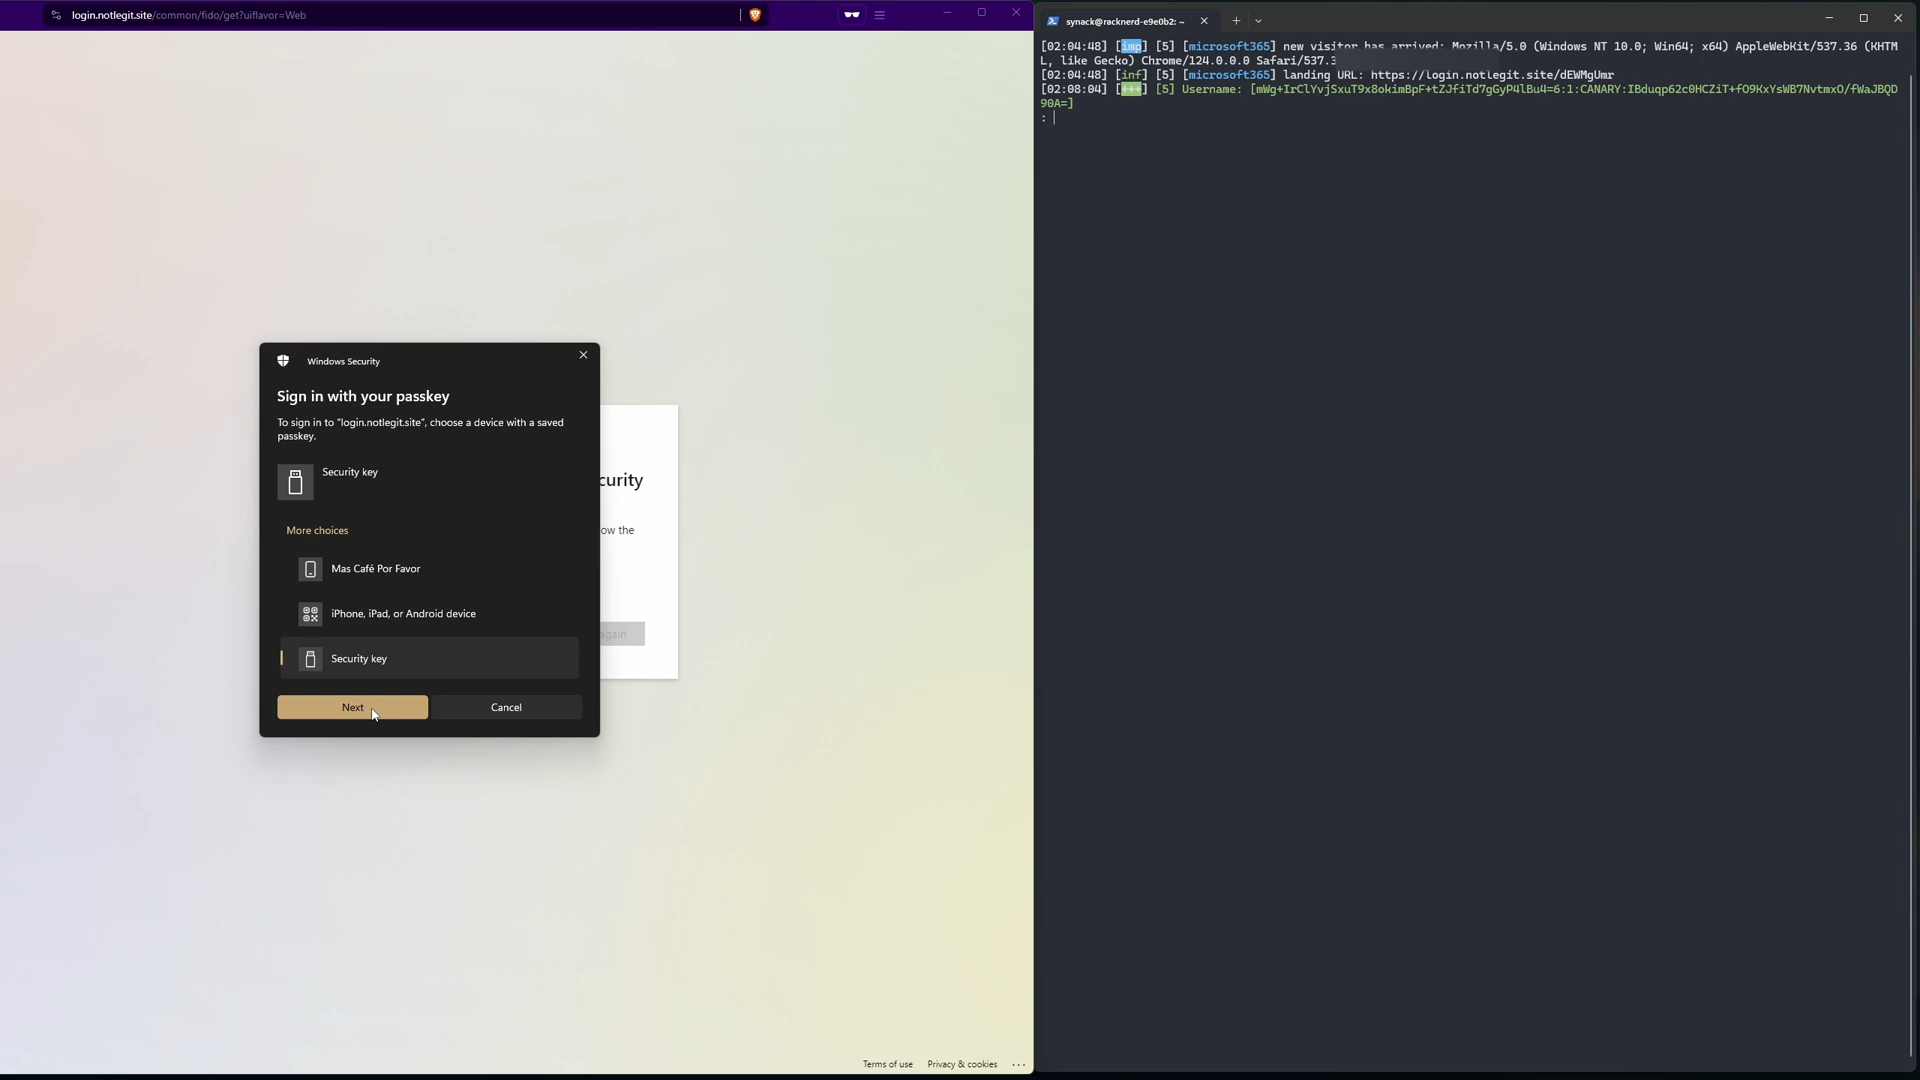 login.notlegit.site/common/fido/get?uiflavor=Web
Windows Security
Sign in with your passkey
To sign in to "login.notlegit.site", choose a device with a saved
passkey.
Security key
More choices
Mas Café Por Favor
iPhone, iPad, or Android device
Security key
Next
Cancel
curity
ow the
again
Terms of use
Privacy & cookies
synack@racknerd-e9e0b2: ~
[02:04:48] [imp] [5] [microsoft365] new visitor has arrived: Mozilla/5.0 (Windows NT 10.0; Win64; x64) AppleWebKit/537.36 (KHTM
L, like Gecko) Chrome/124.0.0.0 Safari/537.3
[02:04:48] [inf] [5] [microsoft365] landing URL: https://login.notlegit.site/dEWMgUmr
[02:08:04] [+++] [5] Username: [mWg+IrClYvjSxuT9x8okimBpF+tZJfiTd7gGyP4lBu4=6:1:CANARY:IBduqp62c0HCZiT+fO9KxYsWB7NvtmxO/fWaJBQD
90A=]
: